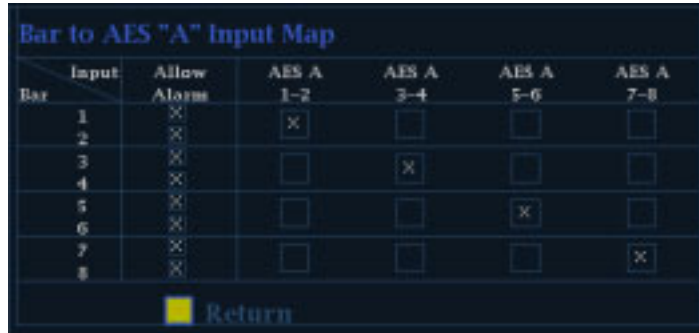 Bar to AES "A" Input Map
Input Allow AES A AES A AES A AES A
Bar Alarm 1-2 3-4 5-6 7-8
1 X X
2 X
3 X X
4 X
5 X X
6 X
7 X X
8 X
Return